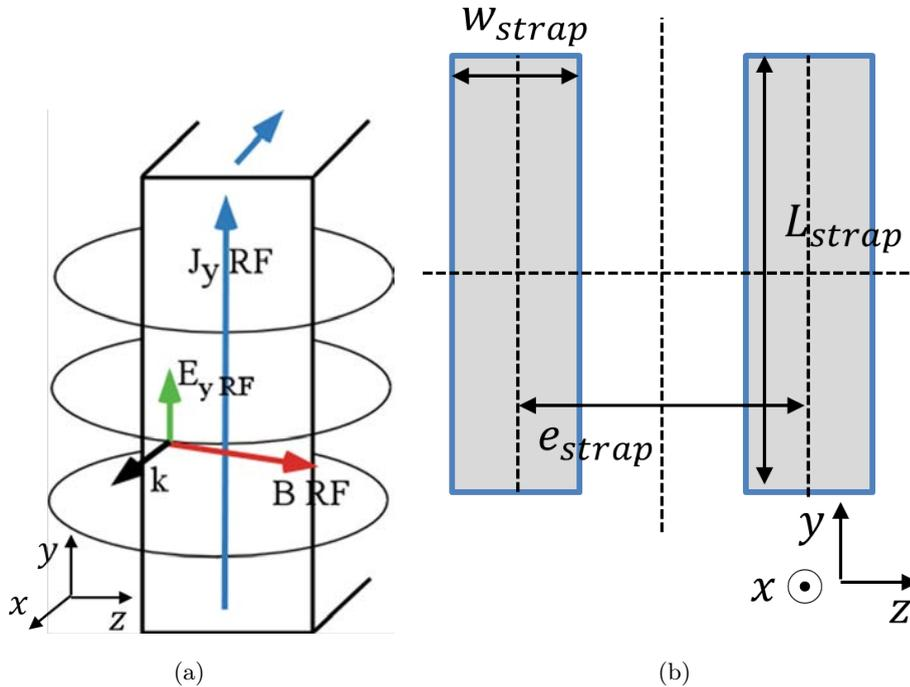 J_y RF
E_y RF
k
B RF
y
x
z
(a)
w_strap
L_strap
e_strap
y
x
z
(b)